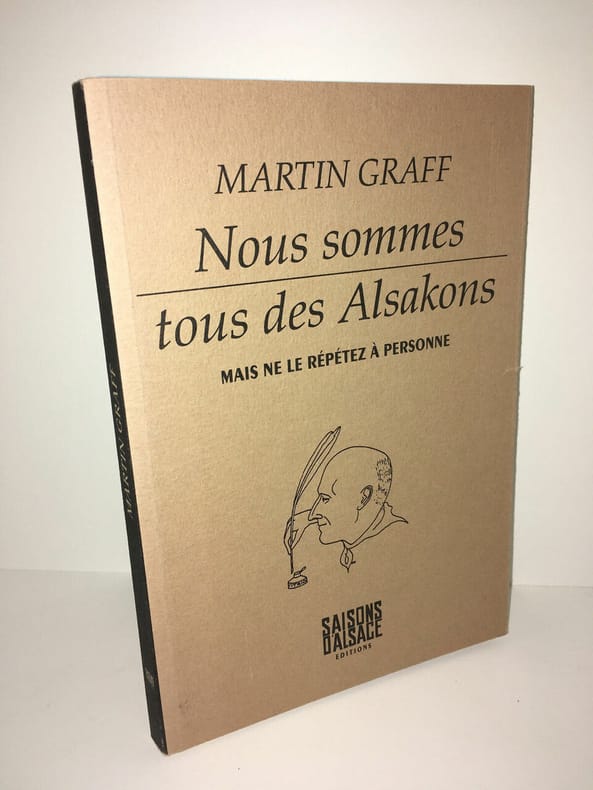 MARTIN GRAFF
Nous sommes
tous des Alsakons
MAIS NE LE RÉPÉTEZ À PERSONNE
SAISONS
D'ALSACE
EDITIONS
MARTIN GRAFF